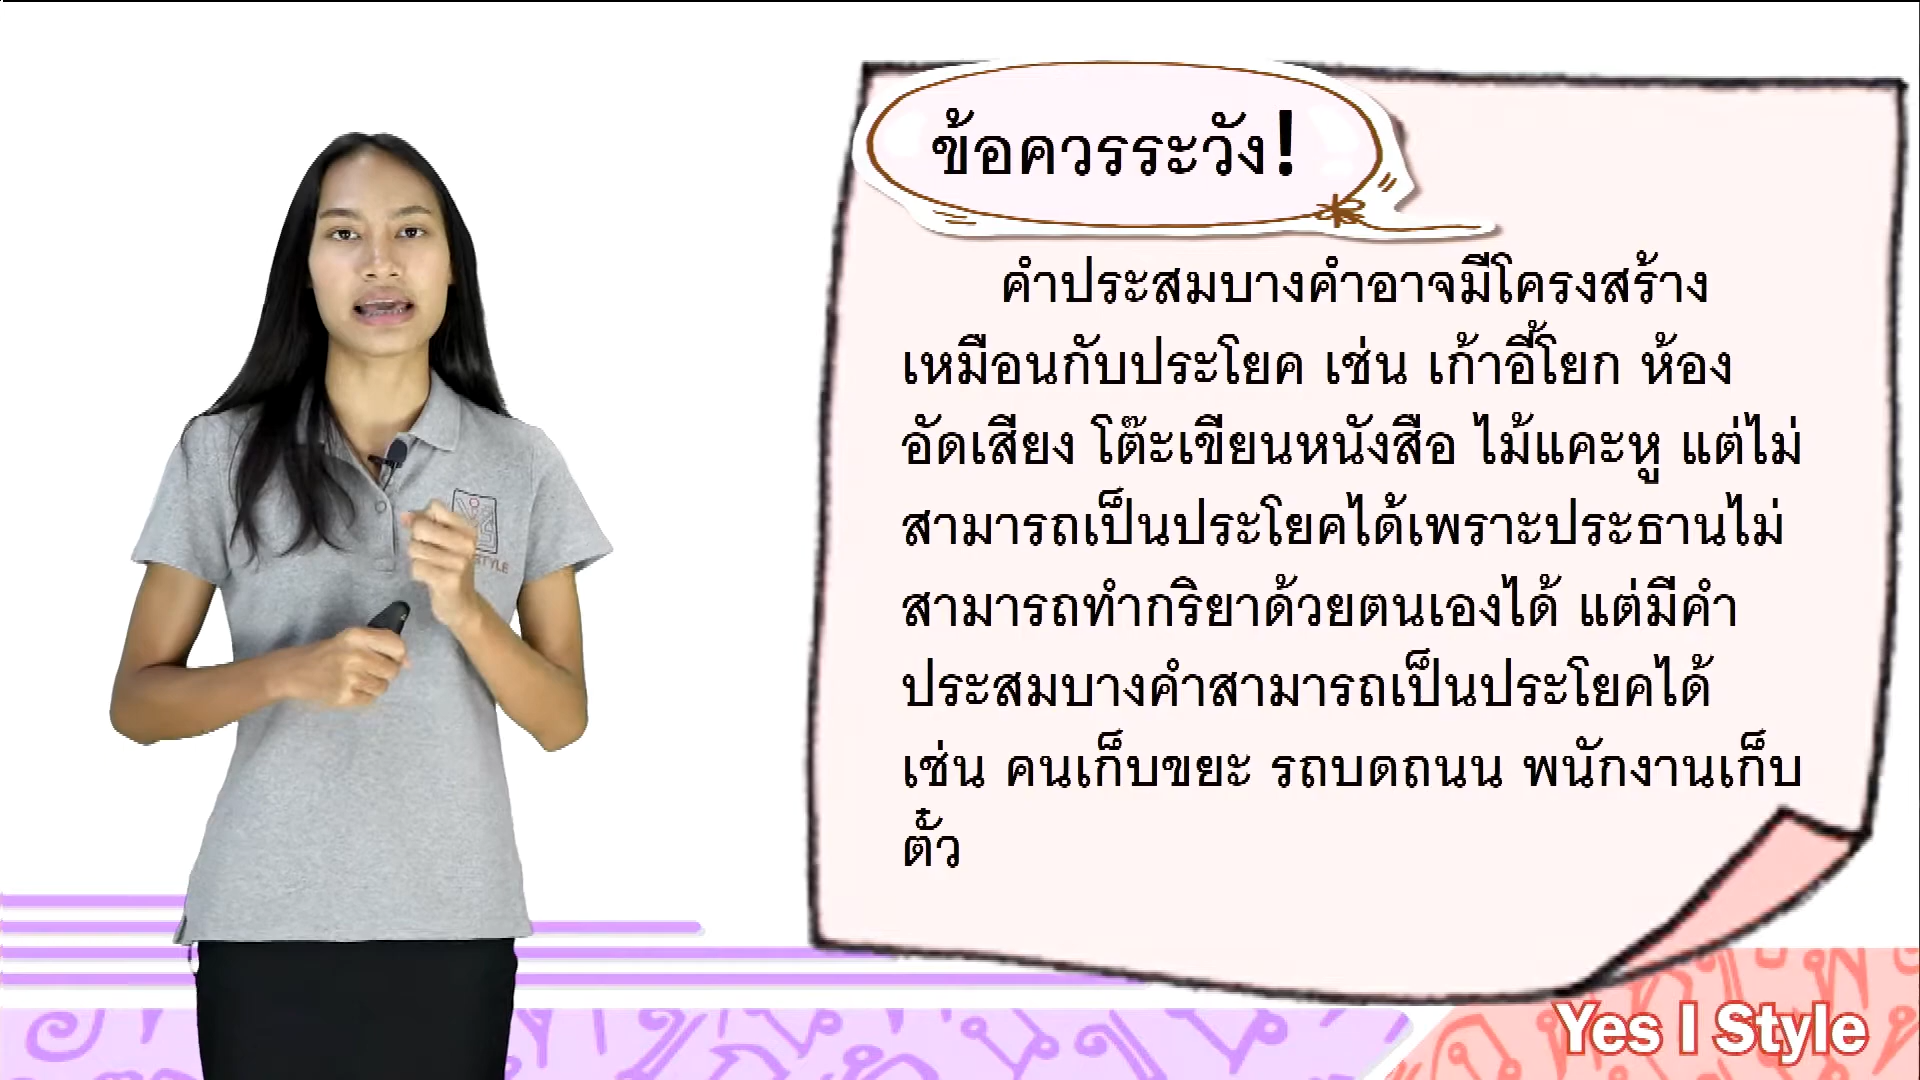 ข้อควรระวัง!
คำประสมบางคำอาจมีโครงสร้าง
เหมือนกับประโยค เช่น เก้าอี้โยก ห้อง
อัดเสียง โต๊ะเขียนหนังสือ ไม้แคะหู แต่ไม่
สามารถเป็นประโยคได้เพราะประธานไม่
สามารถทำกริยาด้วยตนเองได้ แต่มีคำ
ประสมบางคำสามารถเป็นประโยคได้
เช่น คนเก็บขยะ รถบดถนน พนักงานเก็บ
ตั๋ว
STYLE
Yes I Style